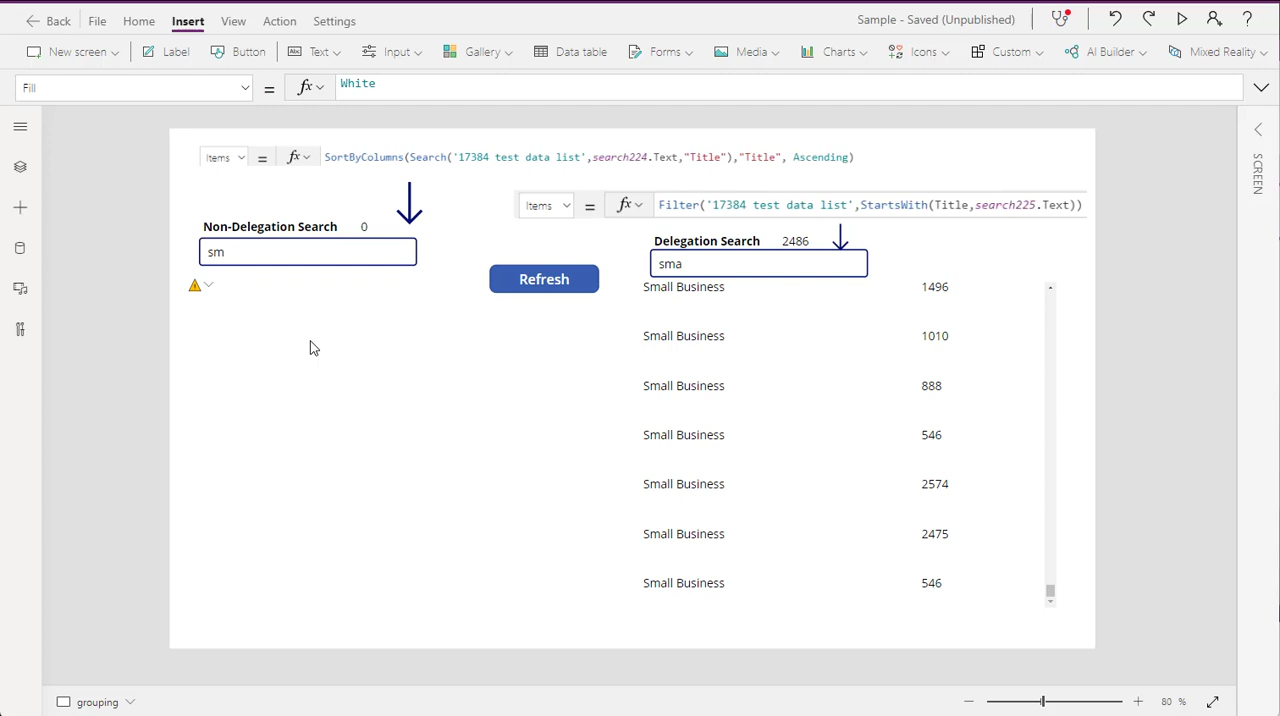 Back File Home Insert View Action Settings Sample - Saved (Unpublished) ?
New screen Label Button Abc Text Input Gallery Data table Forms Media Charts Icons Custom AI Builder Mixed Reality
Fill = fx White
Items = fx SortByColumns(Search('17384 test data list',search224.Text,"Title"),"Title", Ascending)
Items = fx Filter('17384 test data list',StartsWith(Title,search225.Text))
Non-Delegation Search 0
sm
Delegation Search 2486
sma
Refresh
Small Business 1496
Small Business 1010
Small Business 888
Small Business 546
Small Business 2574
Small Business 2475
Small Business 546
SCREEN
grouping
80 %